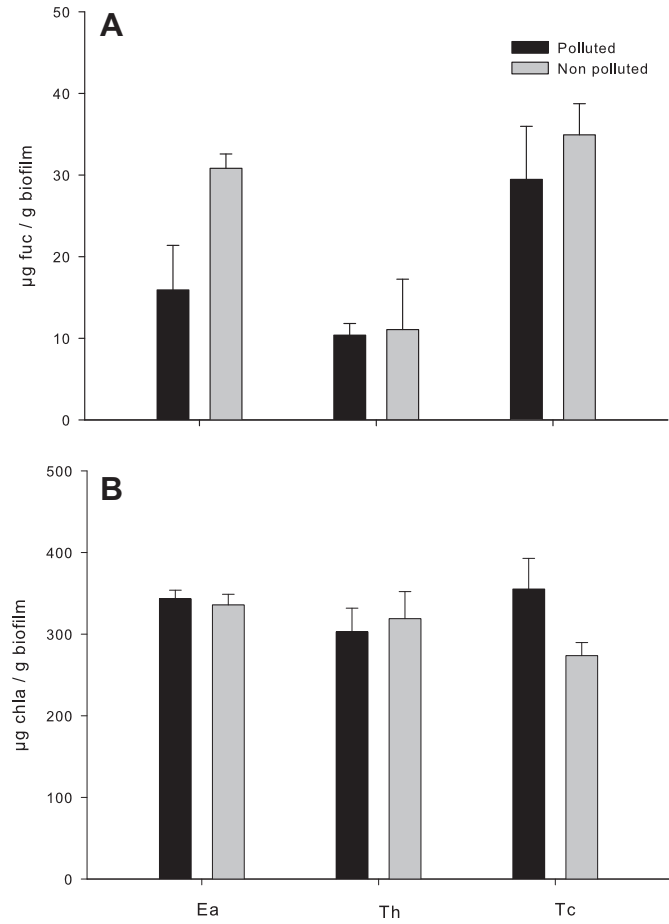 A
50
40
30
20
10
0
µg fuc / g biofilm
Polluted
Non polluted
B
500
400
300
200
100
0
µg chla / g biofilm
Ea Th Tc